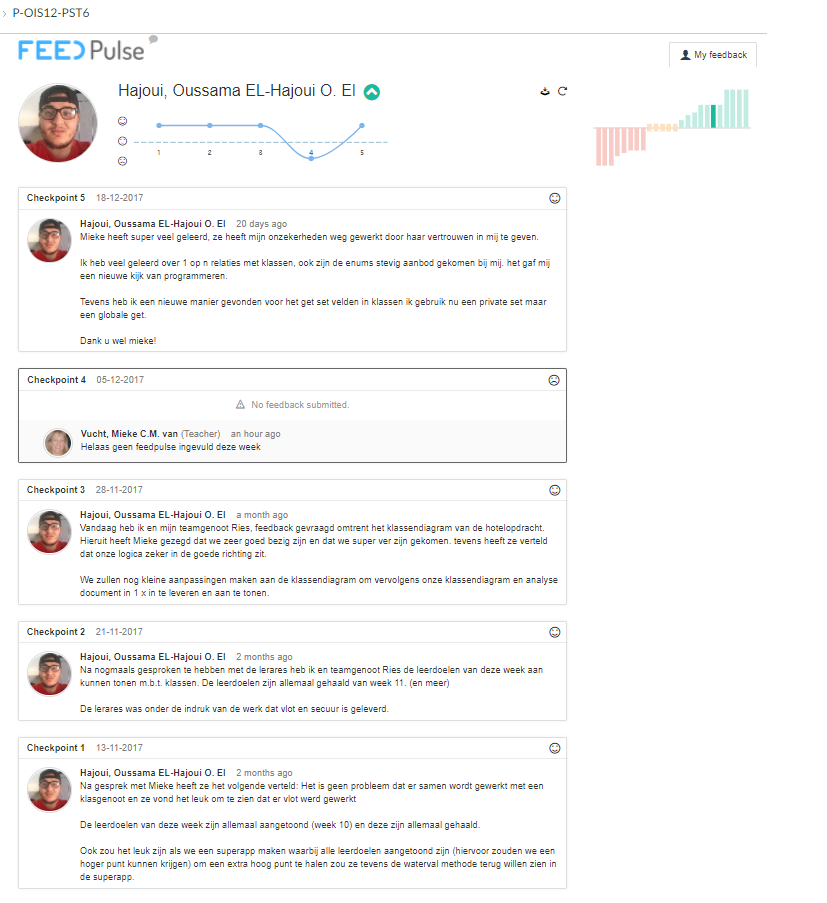 P-OIS12-PST6
FEEDPulse
My feedback
Hajoui, Oussama EL-Hajoui O. El
1 2 3 4 5
Checkpoint 5 18-12-2017
Hajoui, Oussama EL-Hajoui O. El 20 days ago
Mieke heeft super veel geleerd, ze heeft mijn onzekerheden weg gewerkt door haar vertrouwen in mij te geven.
Ik heb veel geleerd over 1 op n relaties met klassen, ook zijn de enums stevig aanbod gekomen bij mij. het gaf mij
een nieuwe kijk van programmeren.
Tevens heb ik een nieuwe manier gevonden voor het get set velden in klassen ik gebruik nu een private set maar
een globale get.
Dank u wel mieke!
Checkpoint 4 05-12-2017
No feedback submitted.
Vucht, Mieke C.M. van (Teacher) an hour ago
Helaas geen feedpulse ingevuld deze week
Checkpoint 3 28-11-2017
Hajoui, Oussama EL-Hajoui O. El a month ago
Vandaag heb ik en mijn teamgenoot Ries, feedback gevraagd omtrent het klassendiagram van de hotelopdracht.
Hieruit heeft Mieke gezegd dat we zeer goed bezig zijn en dat we super ver zijn gekomen. tevens heeft ze verteld
dat onze logica zeker in de goede richting zit.
We zullen nog kleine aanpassingen maken aan de klassendiagram om vervolgens onze klassendiagram en analyse
document in 1 x in te leveren en aan te tonen.
Checkpoint 2 21-11-2017
Hajoui, Oussama EL-Hajoui O. El 2 months ago
Na nogmaals gesproken te hebben met de lerares heb ik en teamgenoot Ries de leerdoelen van deze week aan
kunnen tonen m.b.t. klassen. De leerdoelen zijn allemaal gehaald van week 11. (en meer)
De lerares was onder de indruk van de werk dat vlot en secuur is geleverd.
Checkpoint 1 13-11-2017
Hajoui, Oussama EL-Hajoui O. El 2 months ago
Na gesprek met Mieke heeft ze het volgende verteld: Het is geen probleem dat er samen wordt gewerkt met een
klasgenoot en ze vond het leuk om te zien dat er vlot werd gewerkt
De leerdoelen van deze week zijn allemaal aangetoond (week 10) en deze zijn allemaal gehaald.
Ook zou het leuk zijn als we een superapp maken waarbij alle leerdoelen aangetoond zijn (hiervoor zouden we een
hoger punt kunnen krijgen) om een extra hoog punt te halen zou ze tevens de waterval methode terug willen zien in
de superapp.